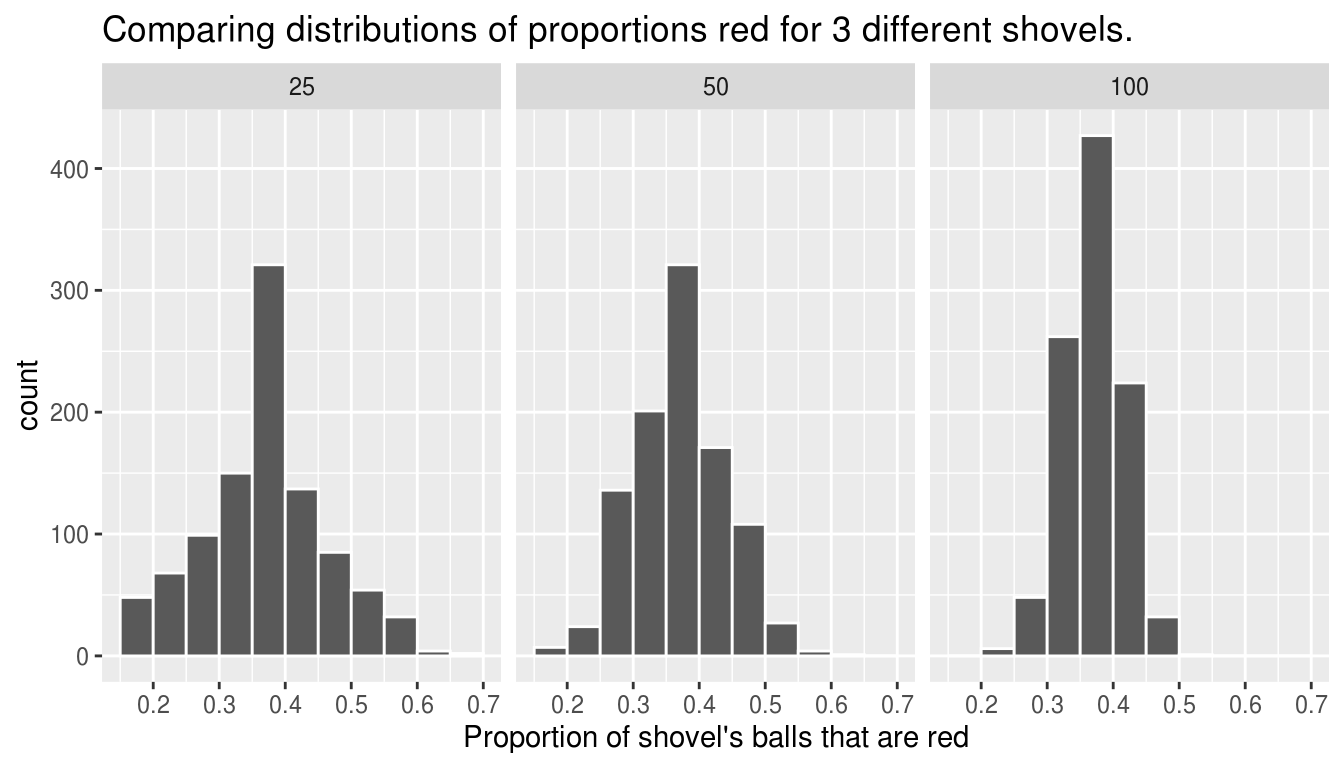 Comparing distributions of proportions red for 3 different shovels.
25 50 100
400
300
200
100
0
count
0.2 0.3 0.4 0.5 0.6 0.7 0.2 0.3 0.4 0.5 0.6 0.7 0.2 0.3 0.4 0.5 0.6 0.7
Proportion of shovel's balls that are red